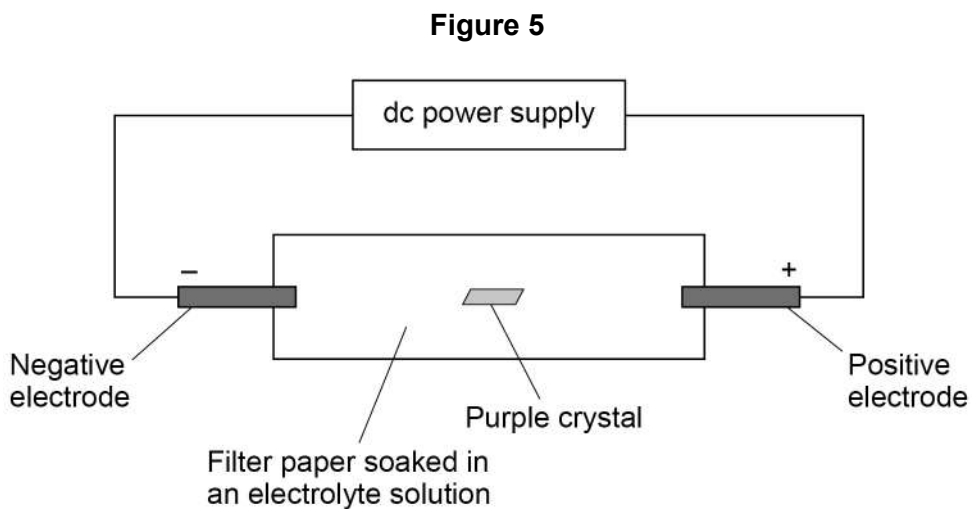 Figure 5
dc power supply
−
+
Negative
electrode
Positive
electrode
Purple crystal
Filter paper soaked in
an electrolyte solution